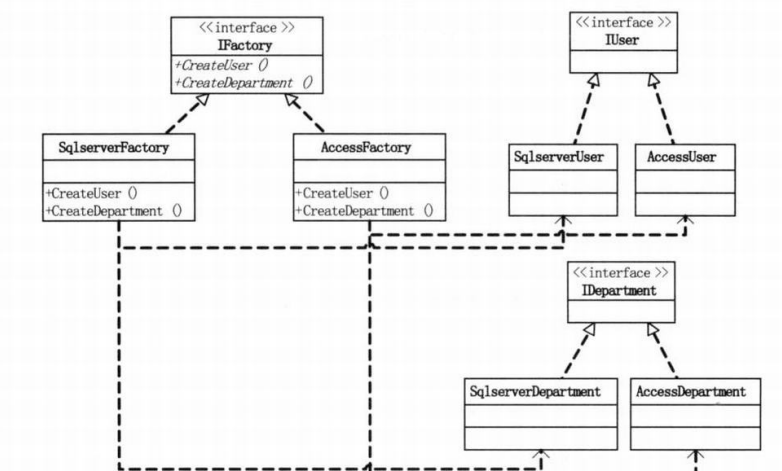 <<interface >>
IFactory
+CreateUser ()
+CreateDepartment ()
<<interface >>
IUser
SqlserverFactory
+CreateUser ()
+CreateDepartment ()
AccessFactory
+CreateUser ()
+CreateDepartment ()
SqlserverUser
AccessUser
<<interface >>
IDepartment
SqlserverDepartment
AccessDepartment